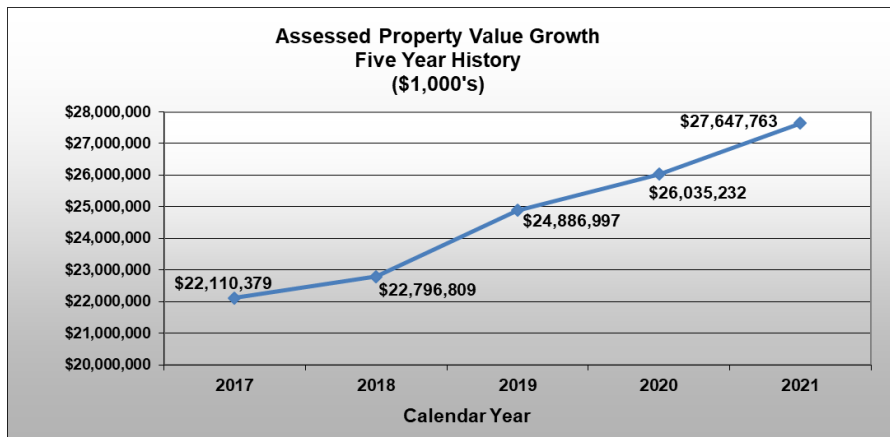 Assessed Property Value Growth
Five Year History
($1,000's)
$28,000,000
$27,000,000
$26,000,000
$25,000,000
$24,000,000
$23,000,000
$22,000,000
$21,000,000
$20,000,000
$22,110,379
$22,796,809
$24,886,997
$26,035,232
$27,647,763
2017 2018 2019 2020 2021
Calendar Year